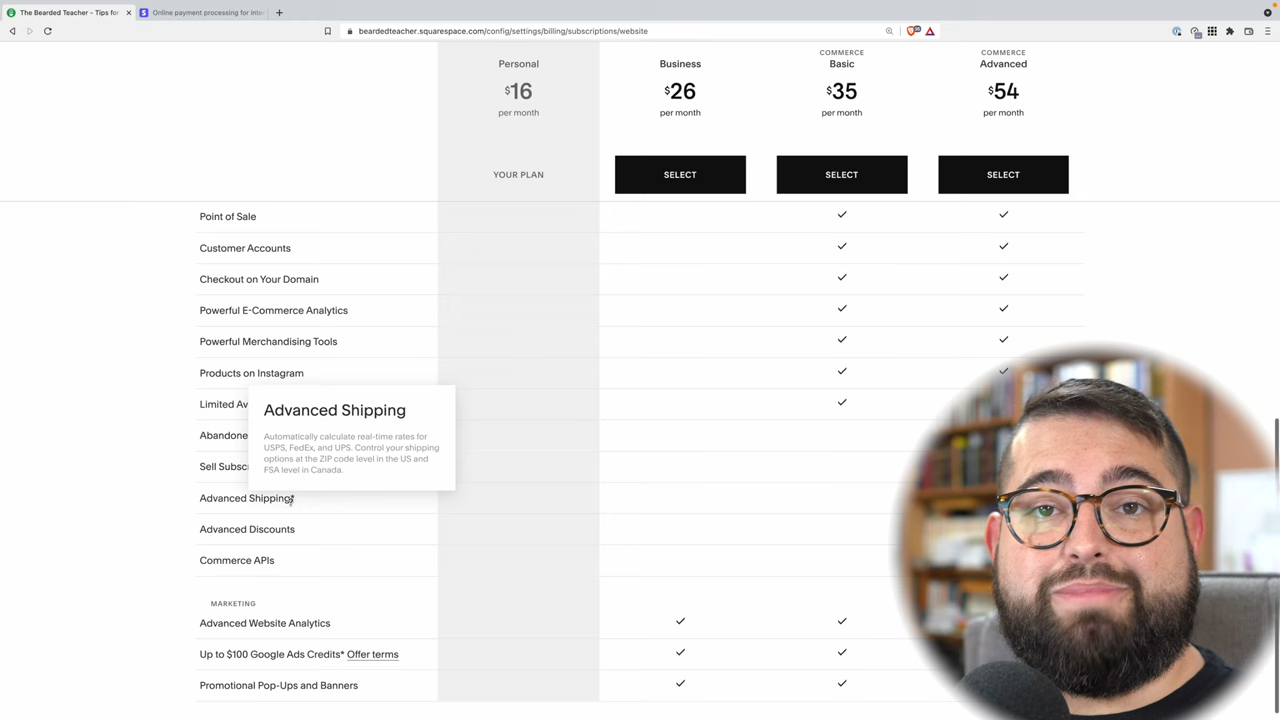 The Bearded Teacher – Tips for
Online payment processing for inte
beardedteacher.squarespace.com/config/settings/billing/subscriptions/website
Personal
$16
per month
YOUR PLAN
Business
$26
per month
SELECT
COMMERCE
Basic
$35
per month
SELECT
COMMERCE
Advanced
$54
per month
SELECT
Point of Sale
Customer Accounts
Checkout on Your Domain
Powerful E-Commerce Analytics
Powerful Merchandising Tools
Products on Instagram
Limited Av
Abandone
Sell Subsc
Advanced Shipping
Automatically calculate real-time rates for
USPS, FedEx, and UPS. Control your shipping
options at the ZIP code level in the US and
FSA level in Canada.
Advanced Shipping
Advanced Discounts
Commerce APIs
MARKETING
Advanced Website Analytics
Up to $100 Google Ads Credits* Offer terms
Promotional Pop-Ups and Banners